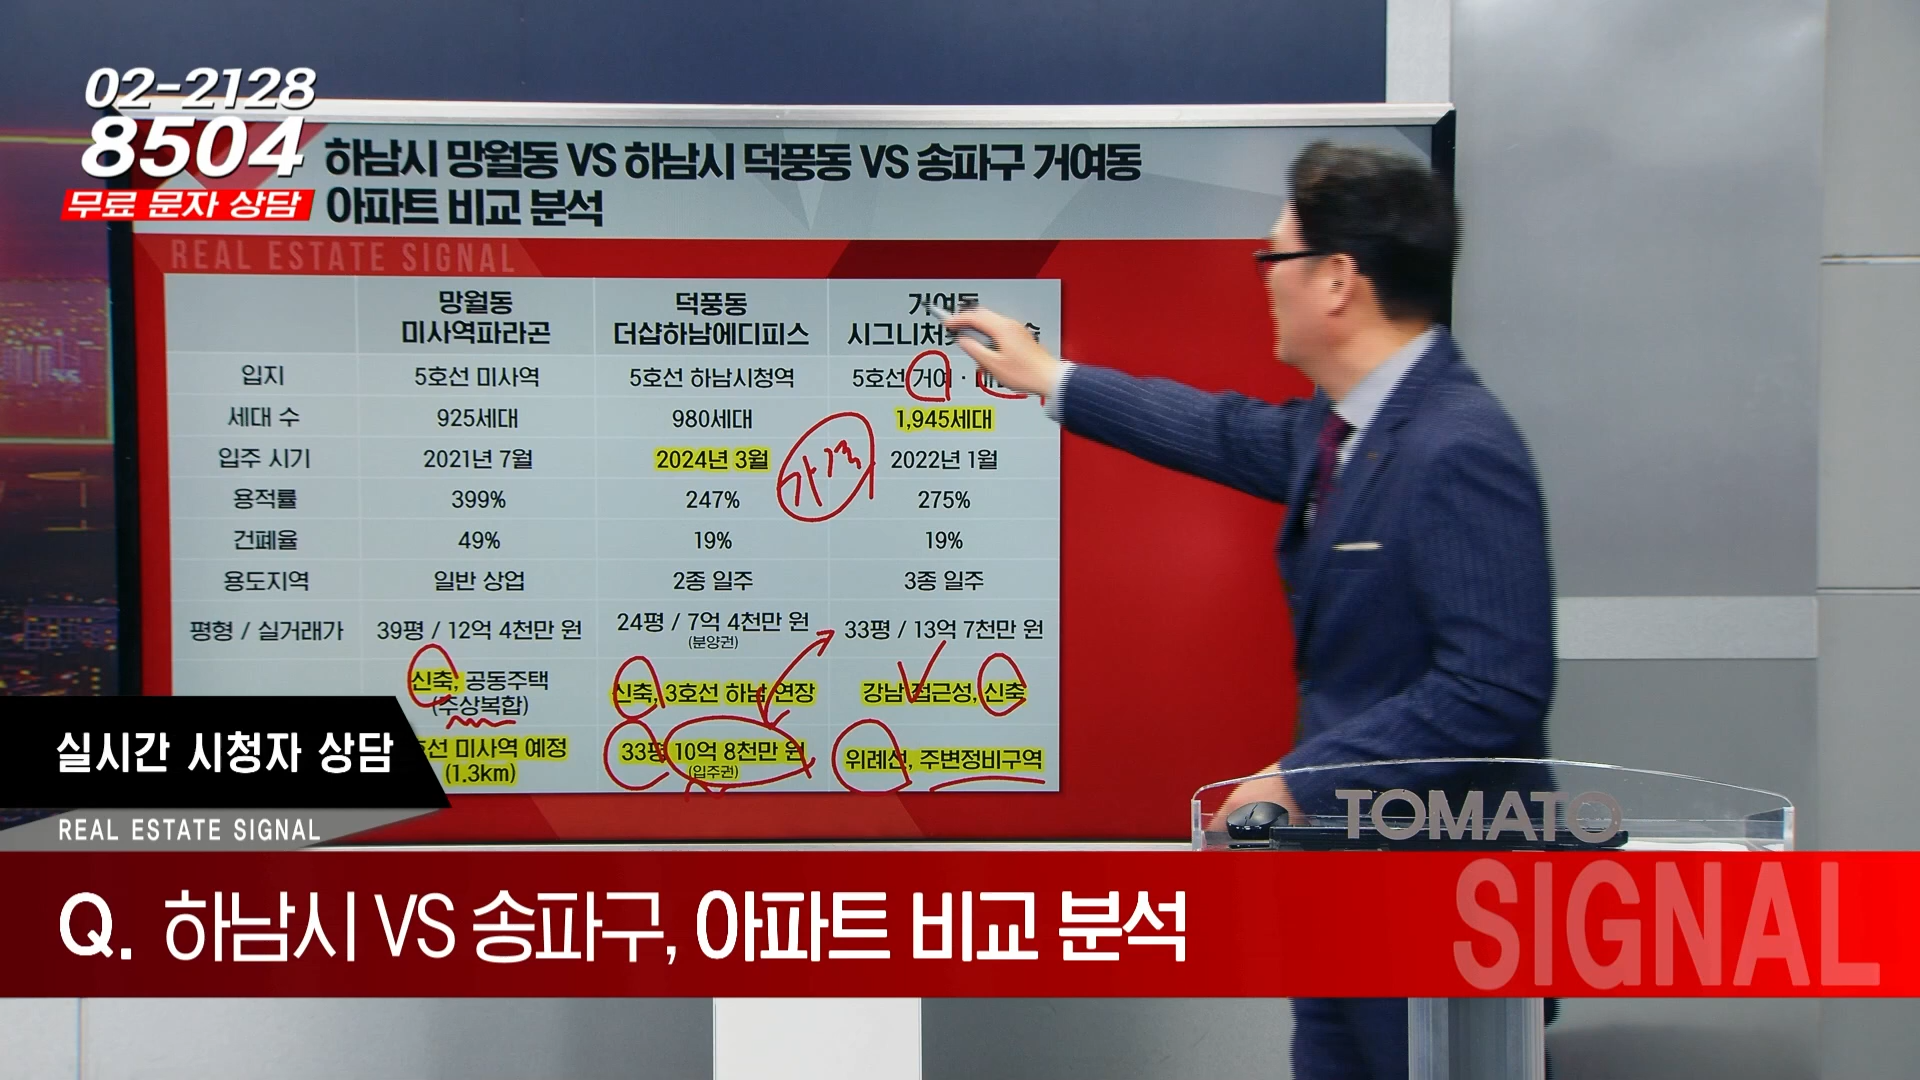 02-2128
8504
무료 문자 상담
하남시 망월동 VS 하남시 덕풍동 VS 송파구 거여동
아파트 비교 분석
REAL ESTATE SIGNAL
망월동
미사역파라곤
덕풍동
더샵하남에디피스
거여동
시그니처
입지
5호선 미사역
5호선 하남시청역
5호선 거여 ·
세대 수
925세대
980세대
1,945세대
입주 시기
2021년 7월
2024년 3월
2022년 1월
가격
용적률
399%
247%
275%
건폐율
49%
19%
19%
용도지역
일반 상업
2종 일주
3종 일주
평형 / 실거래가
39평 / 12억 4천만 원
24평 / 7억 4천만 원
(분양권)
33평 / 13억 7천만 원
신축, 공동주택
(주상복합)
신축, 3호선 하남 연장
강남 접근성, 신축
선 미사역 예정
(1.3km)
33평 10억 8천만 원
(입주권)
위례선, 주변정비구역
실시간 시청자 상담
REAL ESTATE SIGNAL
TOMATO
Q. 하남시 VS 송파구, 아파트 비교 분석
SIGNAL